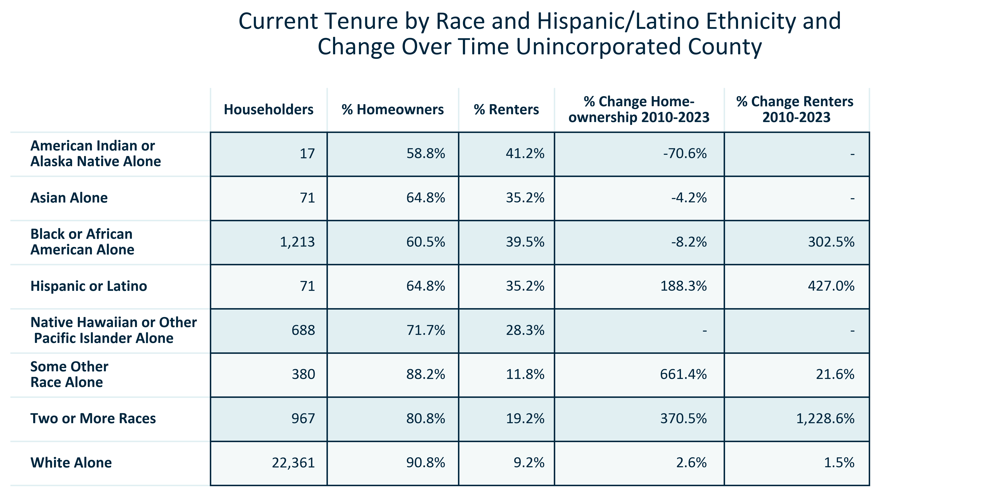 Current Tenure by Race and Hispanic/Latino Ethnicity and
Change Over Time Unincorporated County
Householders % Homeowners % Renters % Change Home-
ownership 2010-2023 % Change Renters
2010-2023
American Indian or
Alaska Native Alone 17 58.8% 41.2% -70.6% -
Asian Alone 71 64.8% 35.2% -4.2% -
Black or African
American Alone 1,213 60.5% 39.5% -8.2% 302.5%
Hispanic or Latino 71 64.8% 35.2% 188.3% 427.0%
Native Hawaiian or Other
Pacific Islander Alone 688 71.7% 28.3% - -
Some Other
Race Alone 380 88.2% 11.8% 661.4% 21.6%
Two or More Races 967 80.8% 19.2% 370.5% 1,228.6%
White Alone 22,361 90.8% 9.2% 2.6% 1.5%